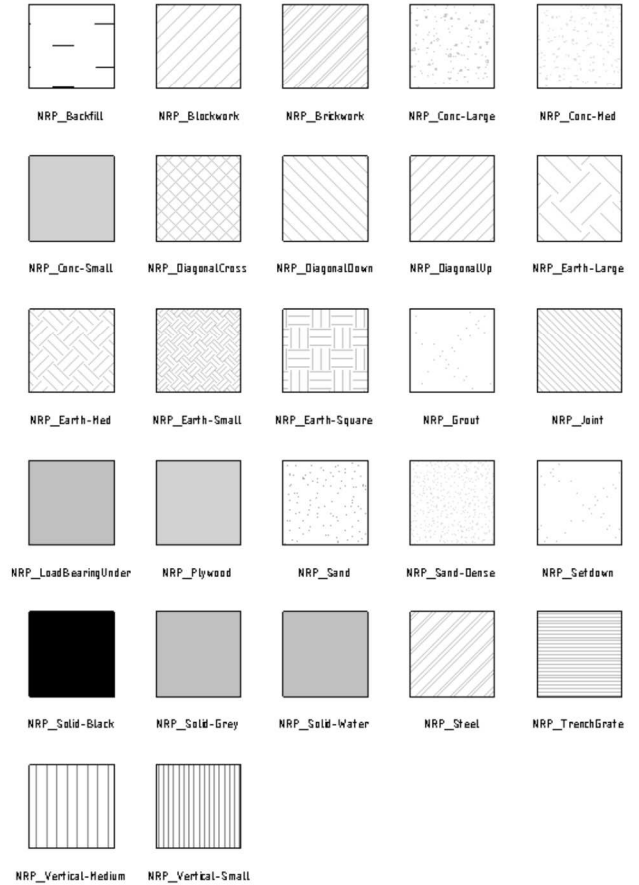 NRP_Backfill
NRP_Blockwork
NRP_Brickwork
NRP_Conc-Large
NRP_Conc-Med
NRP_Conc-Small
NRP_DiagonalCross
NRP_DiagonalDown
NRP_DiagonalUp
NRP_Earth-Large
NRP_Earth-Med
NRP_Earth-Small
NRP_Earth-Square
NRP_Grout
NRP_Joint
NRP_LoadBearingUnder
NRP_Plywood
NRP_Sand
NRP_Sand-Dense
NRP_Setdown
NRP_Solid-Black
NRP_Solid-Grey
NRP_Solid-Water
NRP_Steel
NRP_TrenchGrate
NRP_Vertical-Medium
NRP_Vertical-Small